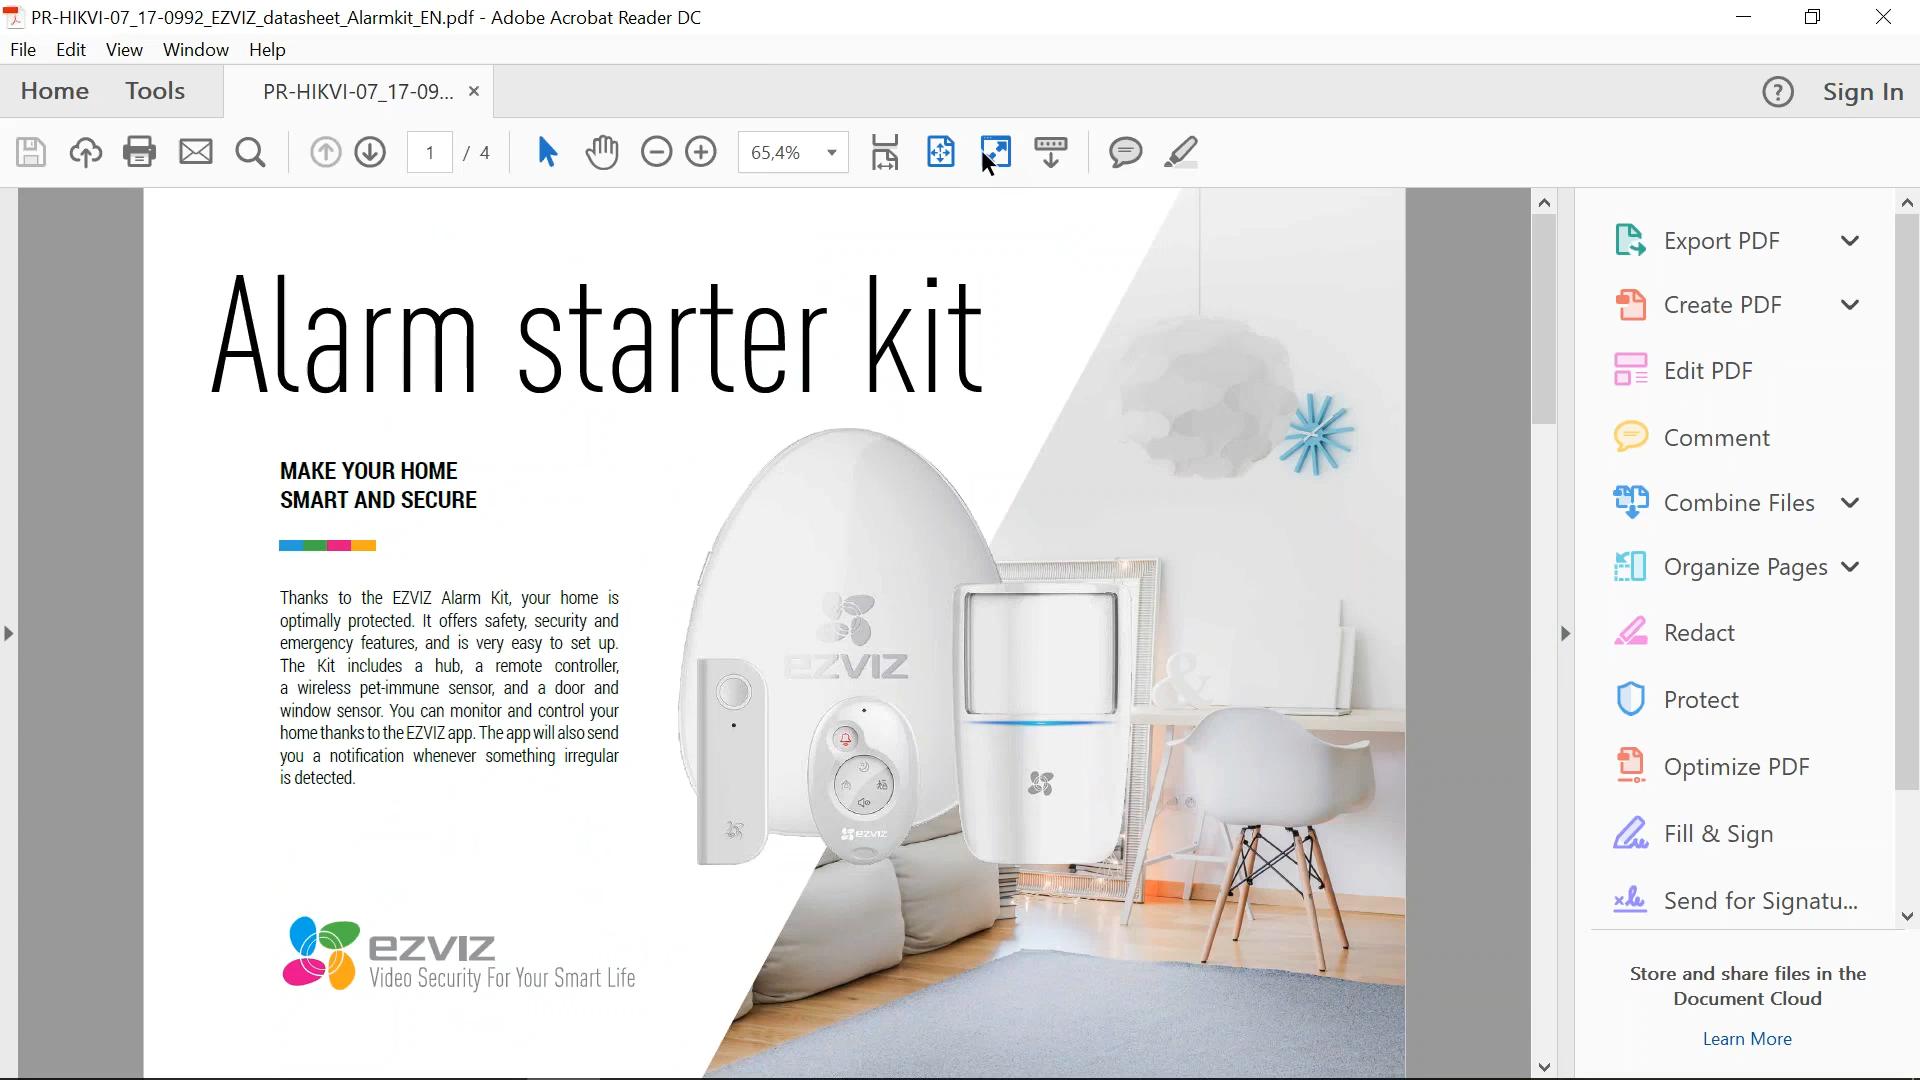 PR-HIKVI-07_17-0992_EZVIZ_datasheet_Alarmkit_EN.pdf - Adobe Acrobat Reader DC
File Edit View Window Help
Home Tools PR-HIKVI-07_17-09... × ? Sign In
1 / 4 65,4%
Alarm starter kit
MAKE YOUR HOME
SMART AND SECURE
Thanks to the EZVIZ Alarm Kit, your home is
optimally protected. It offers safety, security and
emergency features, and is very easy to set up.
The Kit includes a hub, a remote controller,
a wireless pet-immune sensor, and a door and
window sensor. You can monitor and control your
home thanks to the EZVIZ app. The app will also send
you a notification whenever something irregular
is detected.
ezviz
ezviz
&
ezviz
Video Security For Your Smart Life
Export PDF
Create PDF
Edit PDF
Comment
Combine Files
Organize Pages
Redact
Protect
Optimize PDF
Fill & Sign
Send for Signatu...
Store and share files in the
Document Cloud
Learn More